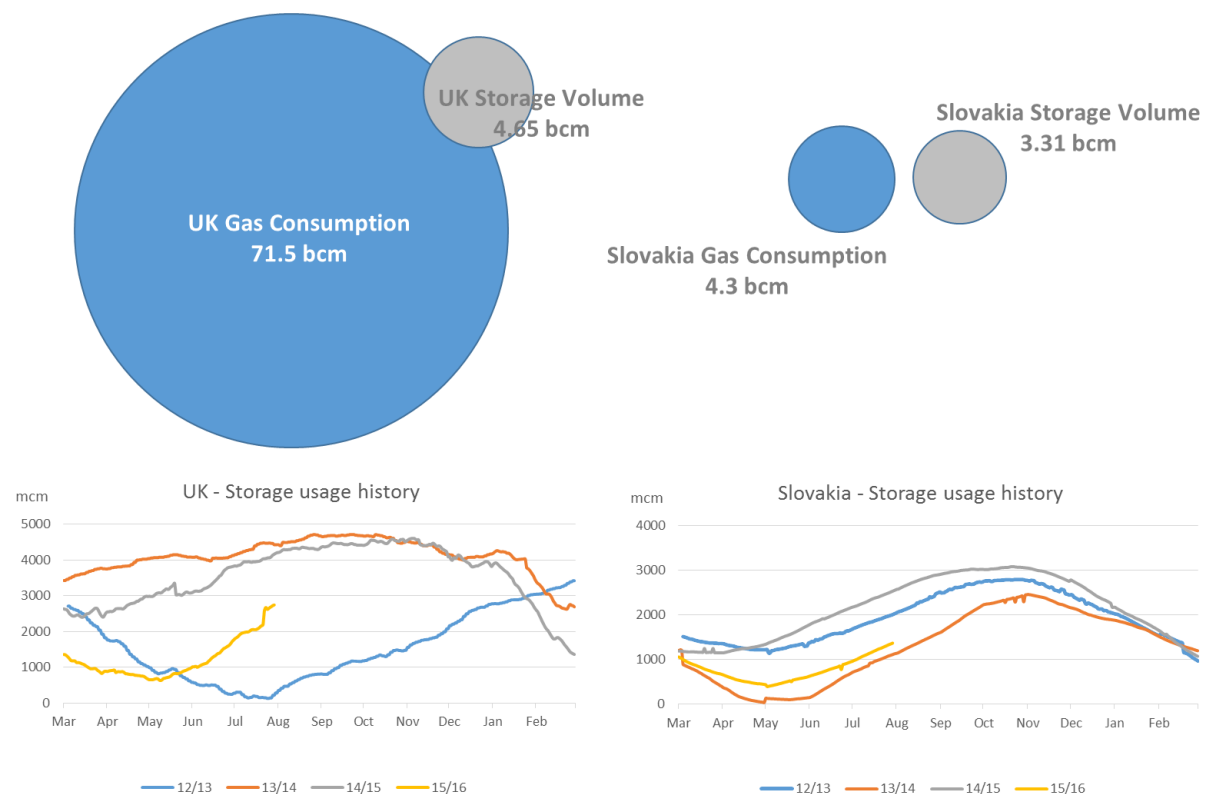 UK Storage Volume
4.65 bcm
UK Gas Consumption
71.5 bcm
Slovakia Storage Volume
3.31 bcm
Slovakia Gas Consumption
4.3 bcm
mcm
UK - Storage usage history
5000
4000
3000
2000
1000
0
Mar Apr May Jun Jul Aug Sep Oct Nov Dec Jan Feb
12/13 13/14 14/15 15/16
mcm
Slovakia - Storage usage history
4000
3000
2000
1000
0
Mar Apr May Jun Jul Aug Sep Oct Nov Dec Jan Feb
12/13 13/14 14/15 15/16